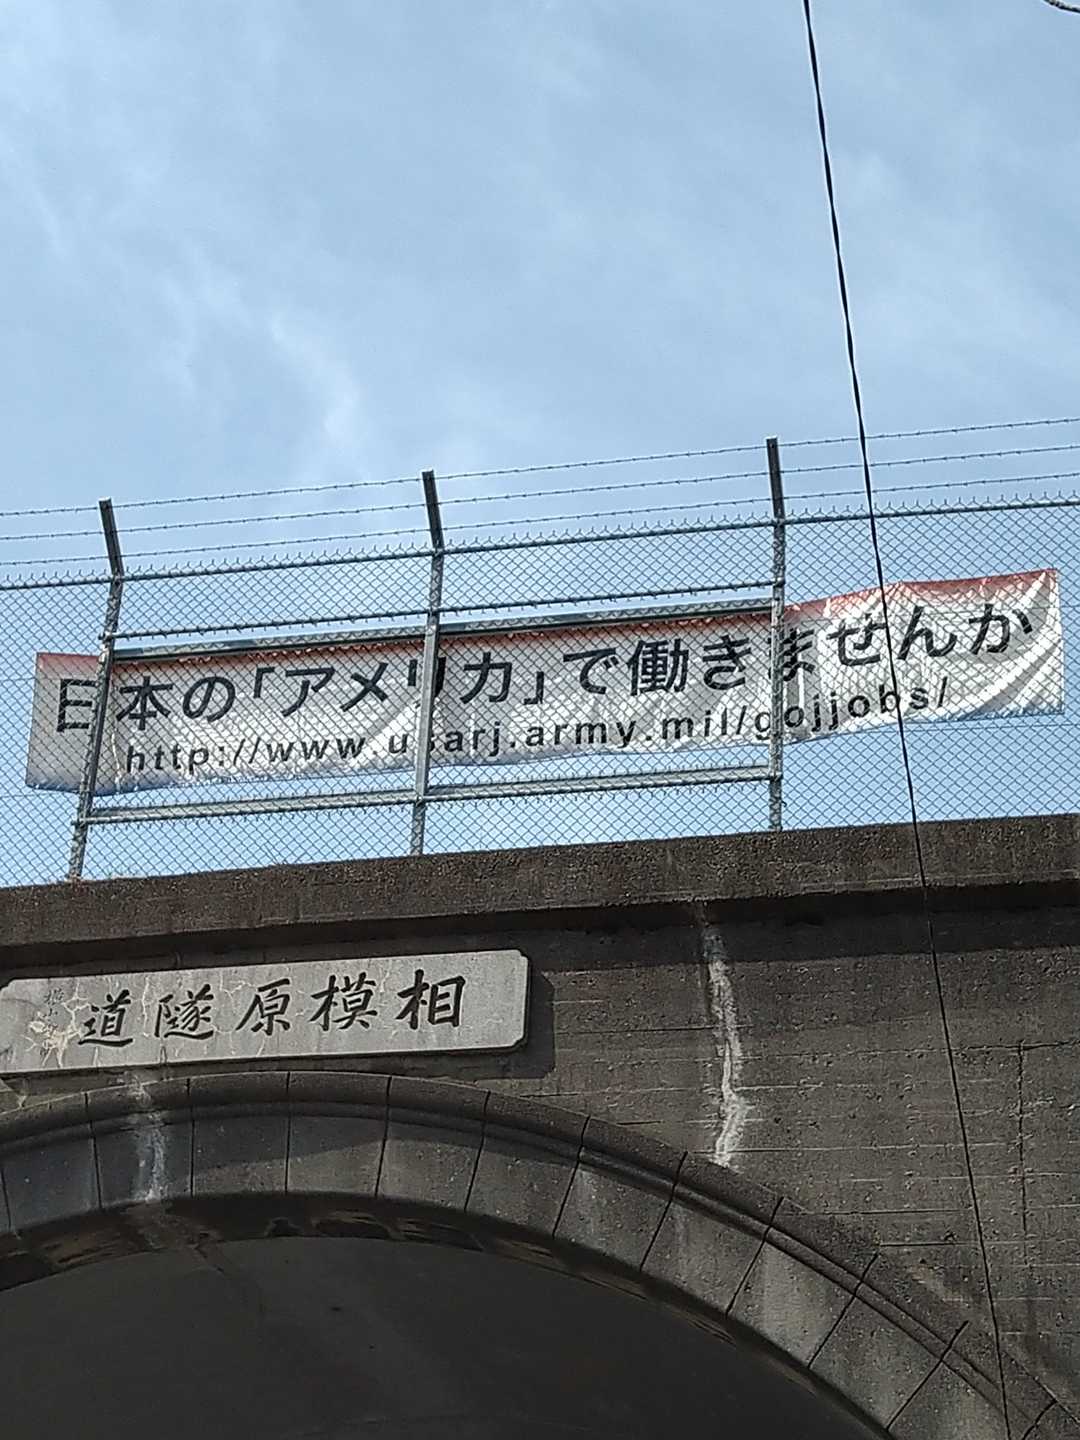 日本の「アメリカ」で働きませんか
http://www.usarj.army.mil/gojjobs/
相模原隧道